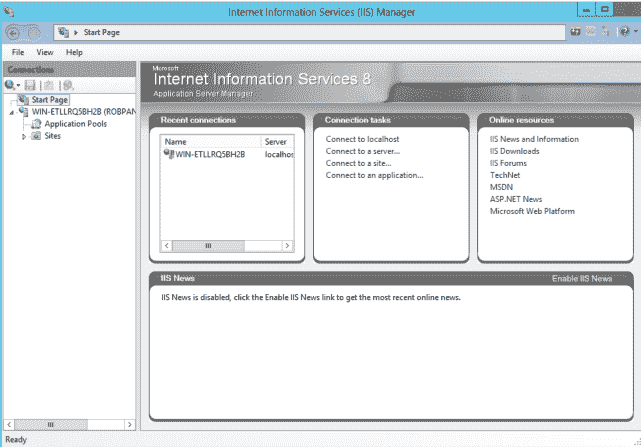 Internet Information Services (IIS) Manager
Start Page
File View Help
Connections
Start Page
WIN-ETLLRQ5BH2B (ROBPAN
Application Pools
Sites
Microsoft
Internet Information Services 8
Application Server Manager
Recent connections
Name Server
WIN-ETLLRQ5BH2B localhos
Connection tasks
Connect to localhost
Connect to a server...
Connect to a site...
Connect to an application...
Online resources
IIS News and Information
IIS Downloads
IIS Forums
TechNet
MSDN
ASP.NET News
Microsoft Web Platform
IIS News Enable IIS News
IIS News is disabled, click the Enable IIS News link to get the most recent online news.
Ready